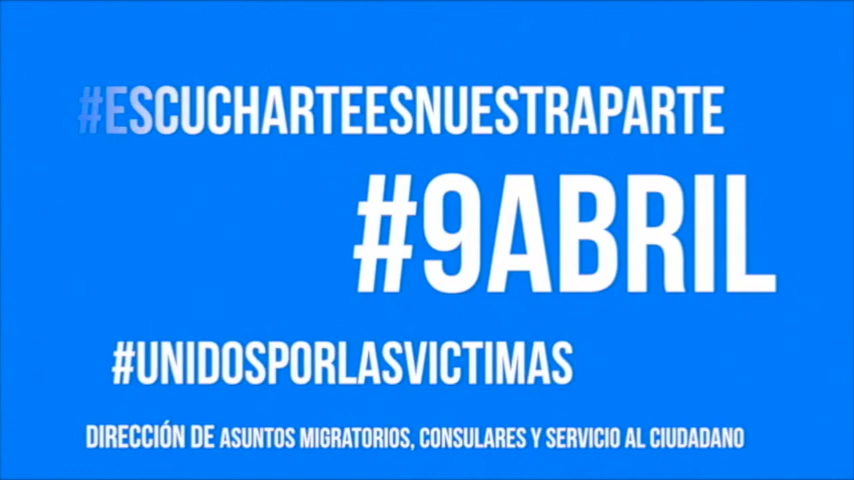 #ESCUCHARTEESNUESTRAPARTE
#9ABRIL
#UNIDOSPORLASVICTIMAS
DIRECCIÓN DE ASUNTOS MIGRATORIOS, CONSULARES Y SERVICIO AL CIUDADANO